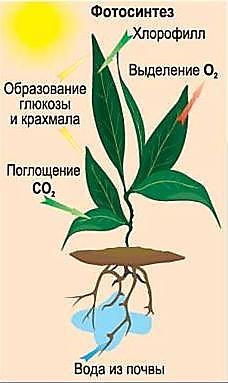 Фотосинтез
Хлорофилл
Выделение O₂
Образование
глюкозы
и крахмала
Поглощение
CO₂
Вода из почвы